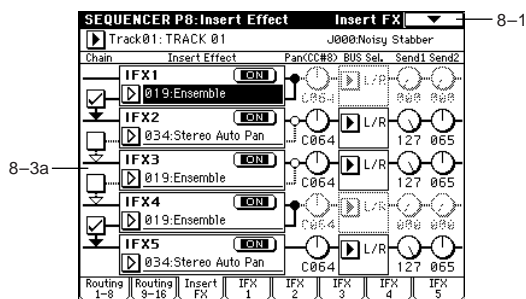 SEQUENCER P8:Insert Effect Insert FX
8–1
Track01: TRACK 01 J000:Noisy Stabber
Chain Insert Effect Pan(CC#8) BUS Sel. Send1 Send2
IFX1 ON
019:Ensemble L/R
C064 000 000
IFX2 ON
034:Stereo Auto Pan L/R
C064 127 065
8–3a
IFX3 ON
019:Ensemble L/R
C064 127 065
IFX4 ON
019:Ensemble L/R
C064 000 000
IFX5 ON
034:Stereo Auto Pan L/R
C064 127 065
Routing 1-8 Routing 9-16 Insert FX IFX 1 IFX 2 IFX 3 IFX 4 IFX 5